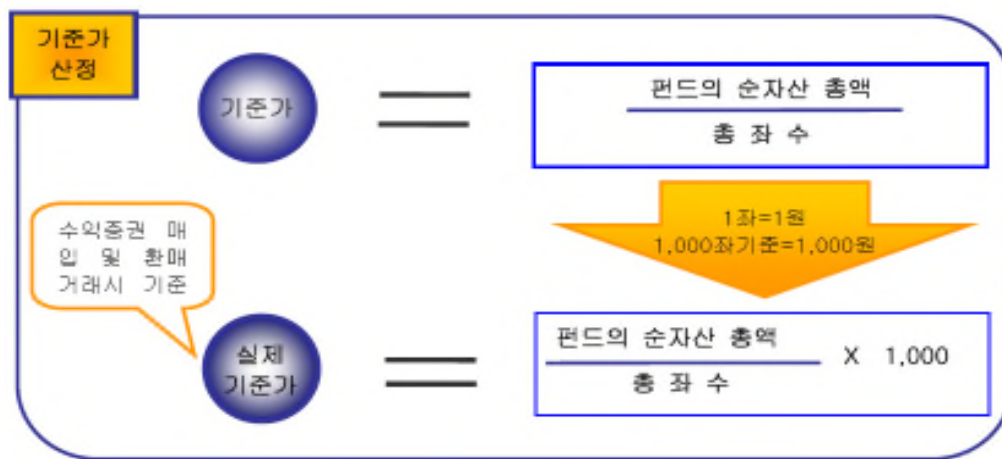 기준가
산정
기준가
펀드의 순자산 총액
총 좌 수
1좌=1원
1,000좌기준=1,000원
수익증권 매
입 및 환매
거래시 기준
실제
기준가
펀드의 순자산 총액
X 1,000
총 좌 수